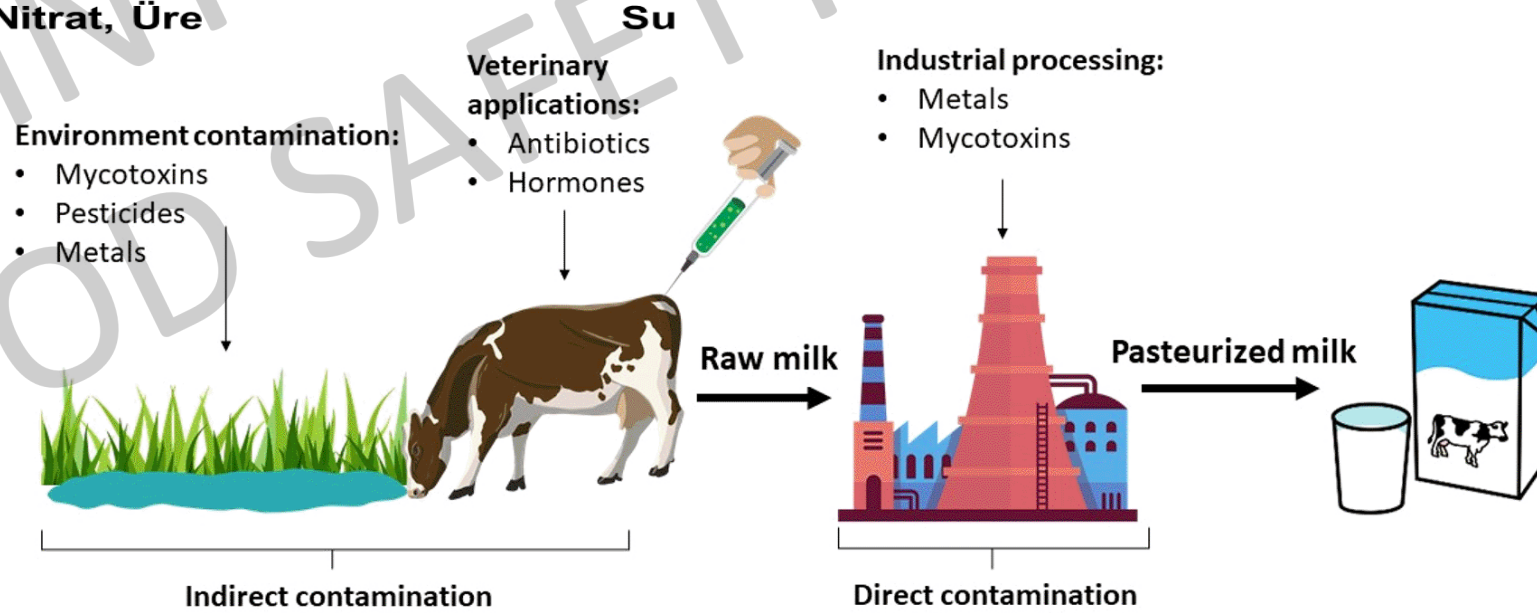 Nitrat, Üre
Su
Veterinary
applications:
• Antibiotics
• Hormones
Industrial processing:
• Metals
• Mycotoxins
Environment contamination:
• Mycotoxins
• Pesticides
• Metals
Raw milk
Pasteurized milk
Indirect contamination
Direct contamination